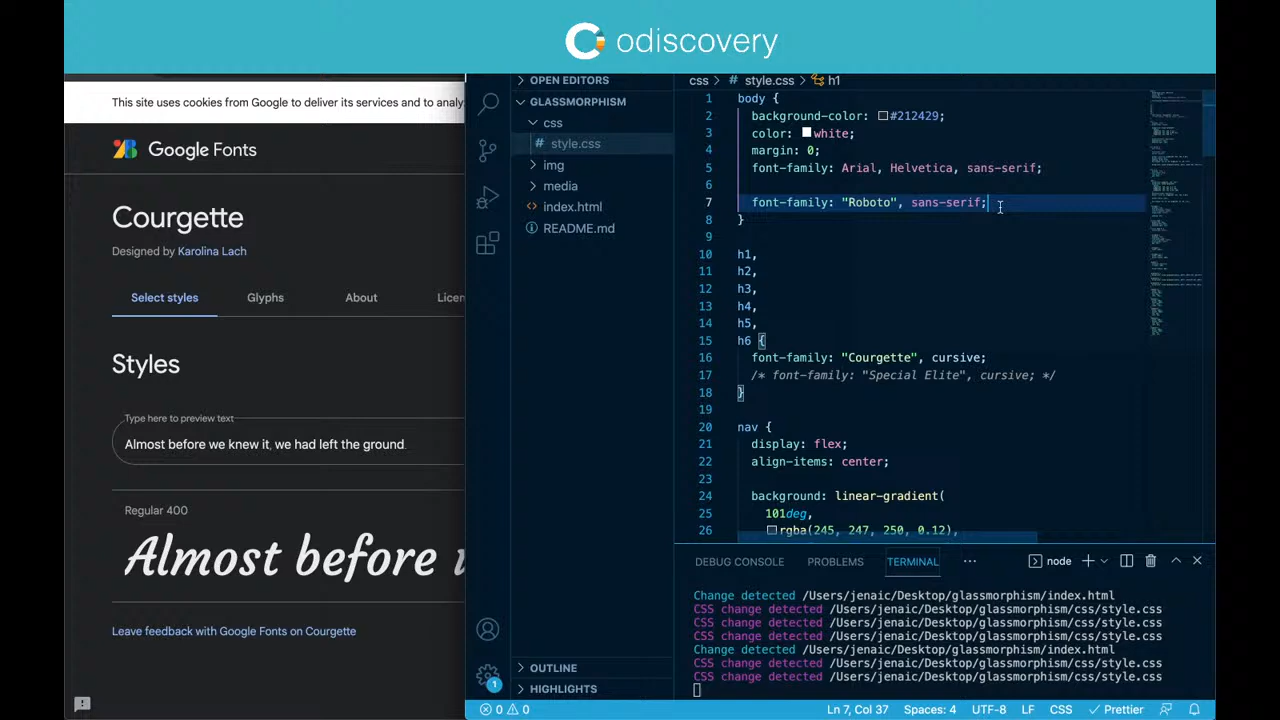 odiscovery
This site uses cookies from Google to deliver its services and to analy
Google Fonts
Courgette
Designed by Karolina Lach
Select styles
Glyphs
About
Licen
Styles
Type here to preview text
Almost before we knew it, we had left the ground.
Regular 400
Almost before
Leave feedback with Google Fonts on Courgette
OPEN EDITORS
GLASSMORPHISM
css
# style.css
img
media
<> index.html
README.md
OUTLINE
HIGHLIGHTS
1
css > # style.css > h1
1 body {
2 background-color: #212429;
3 color: white;
4 margin: 0;
5 font-family: Arial, Helvetica, sans-serif;
6
7 font-family: "Roboto", sans-serif;
8 }
9
10 h1,
11 h2,
12 h3,
13 h4,
14 h5,
15 h6 {
16 font-family: "Courgette", cursive;
17 /* font-family: "Special Elite", cursive; */
18 }
19
20 nav {
21 display: flex;
22 align-items: center;
23
24 background: linear-gradient(
25 101deg,
26 rgba(245, 247, 250, 0.12),
DEBUG CONSOLE PROBLEMS TERMINAL ... node
Change detected /Users/jenaic/Desktop/glassmorphism/index.html
CSS change detected /Users/jenaic/Desktop/glassmorphism/css/style.css
CSS change detected /Users/jenaic/Desktop/glassmorphism/css/style.css
CSS change detected /Users/jenaic/Desktop/glassmorphism/css/style.css
Change detected /Users/jenaic/Desktop/glassmorphism/index.html
CSS change detected /Users/jenaic/Desktop/glassmorphism/css/style.css
CSS change detected /Users/jenaic/Desktop/glassmorphism/css/style.css
0 0 Ln 7, Col 37 Spaces: 4 UTF-8 LF CSS Prettier